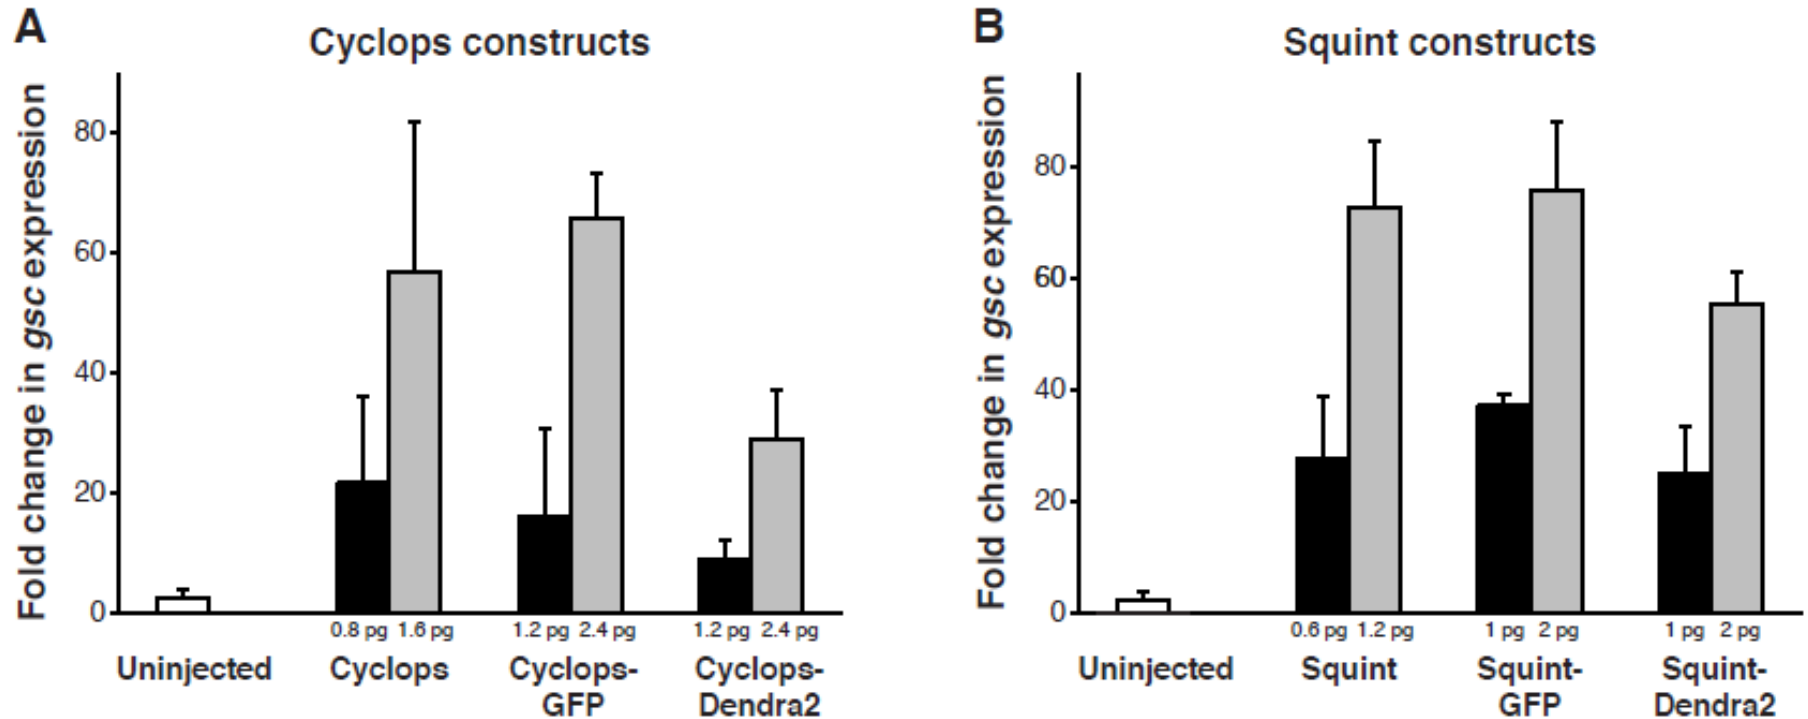 A
Cyclops constructs
Fold change in gsc expression
80
60
40
20
0
0.8 pg 1.6 pg
1.2 pg 2.4 pg
1.2 pg 2.4 pg
Uninjected
Cyclops
Cyclops-
GFP
Cyclops-
Dendra2
B
Squint constructs
Fold change in gsc expression
80
60
40
20
0
0.6 pg 1.2 pg
1 pg 2 pg
1 pg 2 pg
Uninjected
Squint
Squint-
GFP
Squint-
Dendra2